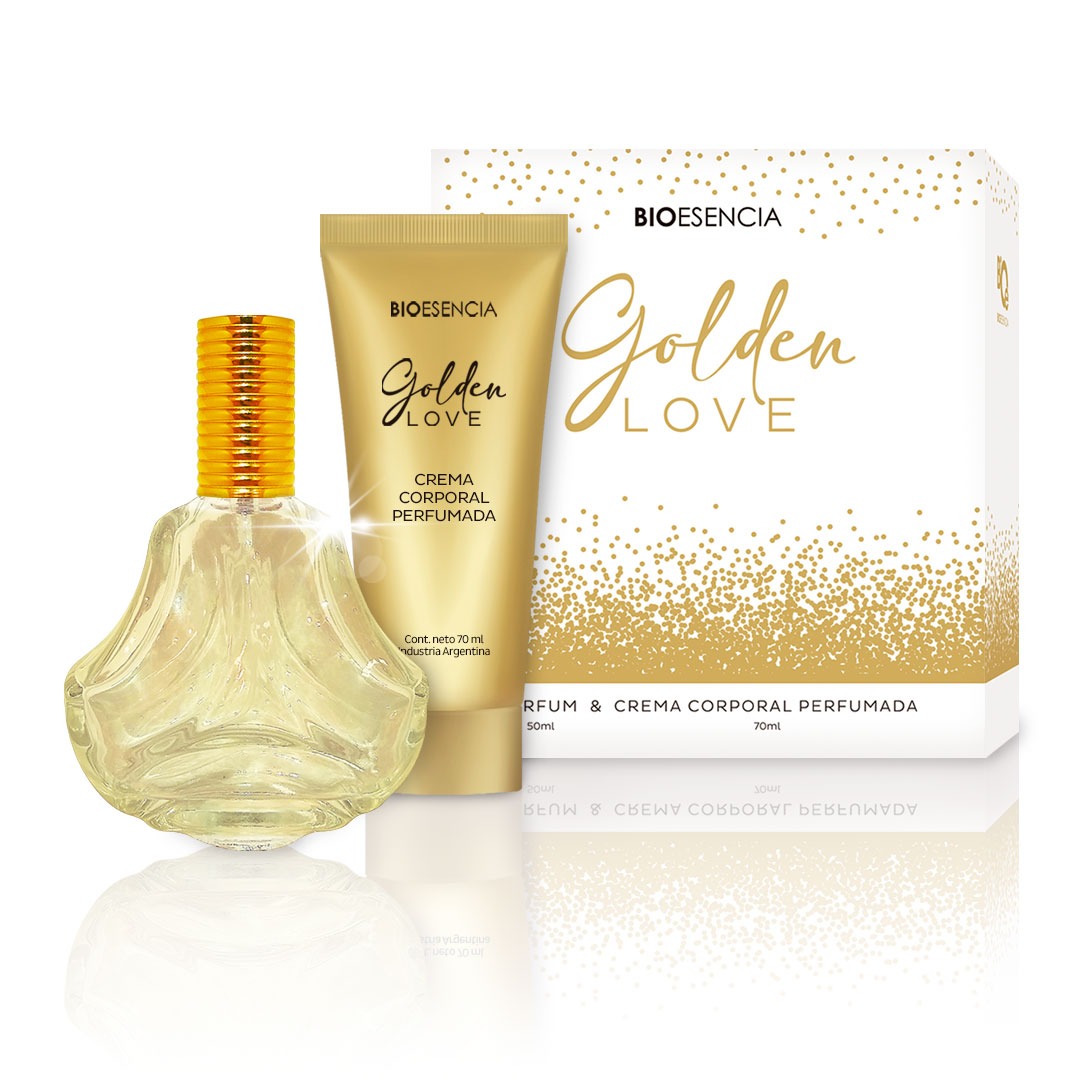 BIOESENCIA
Golden
LOVE
CREMA
CORPORAL
PERFUMADA
Cont. neto 70 ml
Industria Argentina
BIOESENCIA
Golden
LOVE
RFUM & CREMA CORPORAL PERFUMADA
50ml 70ml
BIOESENCIA